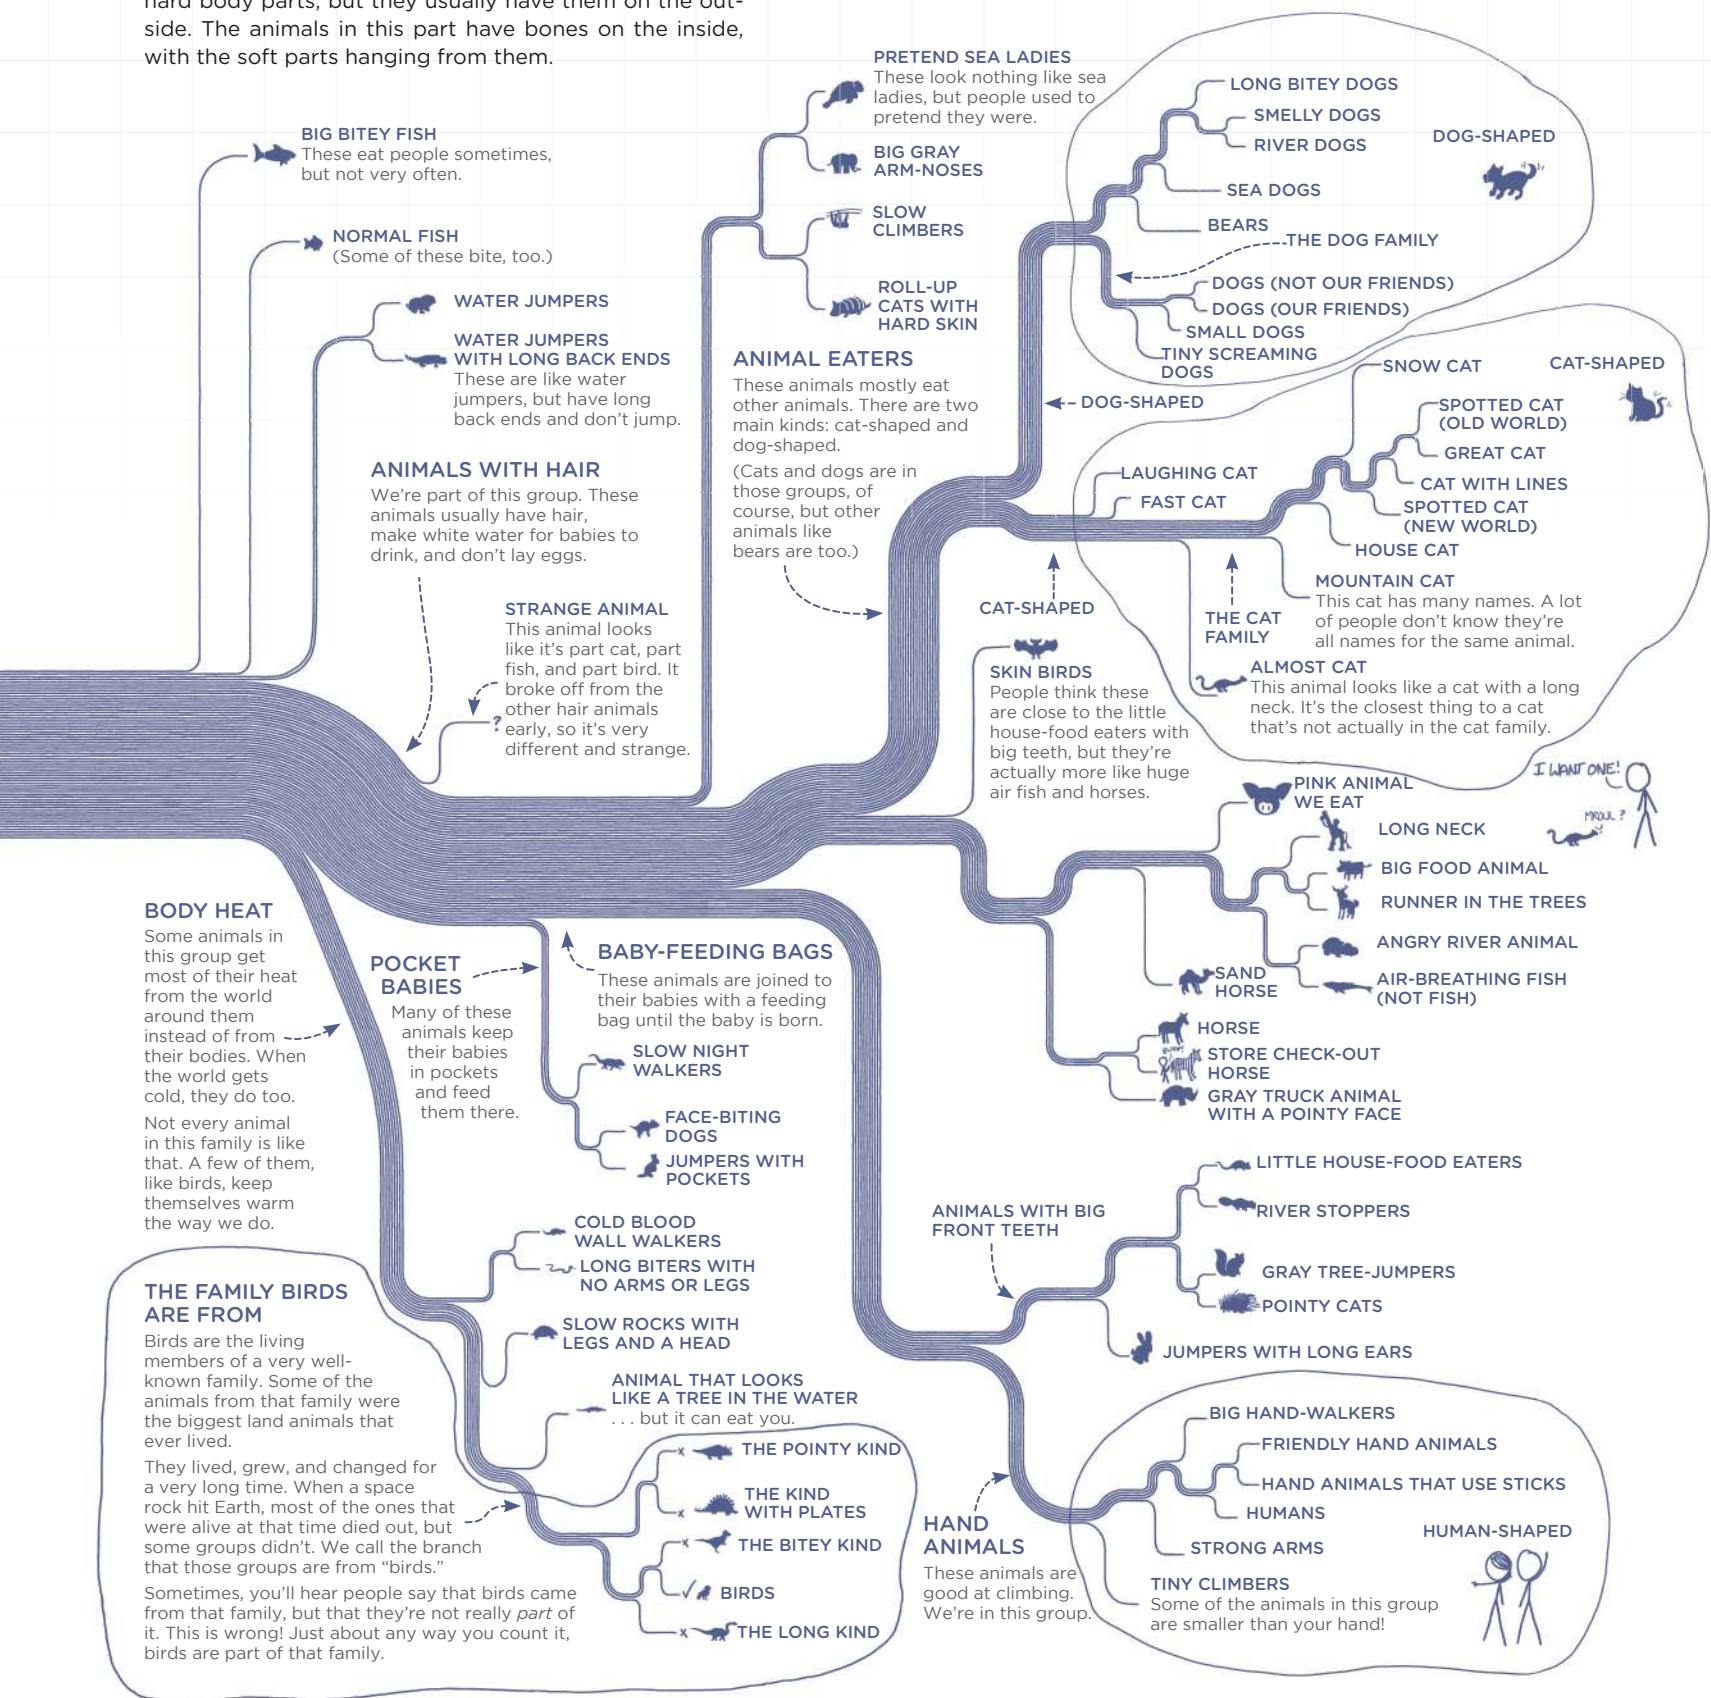 hard body parts, but they usually have them on the out-
side. The animals in this part have bones on the inside,
with the soft parts hanging from them.
BIG BITEY FISH
These eat people sometimes,
but not very often.
NORMAL FISH
(Some of these bite, too.)
WATER JUMPERS
WATER JUMPERS
WITH LONG BACK ENDS
These are like water
jumpers, but have long
back ends and don't jump.
ANIMALS WITH HAIR
We're part of this group. These
animals usually have hair,
make white water for babies to
drink, and don't lay eggs.
STRANGE ANIMAL
This animal looks
like it's part cat, part
fish, and part bird. It
broke off from the
other hair animals
early, so it's very
different and strange.
?
PRETEND SEA LADIES
These look nothing like sea
ladies, but people used to
pretend they were.
BIG GRAY
ARM-NOSES
SLOW
CLIMBERS
ROLL-UP
CATS WITH
HARD SKIN
ANIMAL EATERS
These animals mostly eat
other animals. There are two
main kinds: cat-shaped and
dog-shaped.
(Cats and dogs are in
those groups, of
course, but other
animals like
bears are too.)
LONG BITEY DOGS
SMELLY DOGS
RIVER DOGS
DOG-SHAPED
SEA DOGS
BEARS
THE DOG FAMILY
DOGS (NOT OUR FRIENDS)
DOGS (OUR FRIENDS)
SMALL DOGS
TINY SCREAMING
DOGS
DOG-SHAPED
SNOW CAT
CAT-SHAPED
SPOTTED CAT
(OLD WORLD)
GREAT CAT
CAT WITH LINES
SPOTTED CAT
(NEW WORLD)
HOUSE CAT
LAUGHING CAT
FAST CAT
MOUNTAIN CAT
This cat has many names. A lot
of people don't know they're
all names for the same animal.
CAT-SHAPED
THE CAT
FAMILY
ALMOST CAT
This animal looks like a cat with a long
neck. It's the closest thing to a cat
that's not actually in the cat family.
I WANT ONE!
MROWL?
SKIN BIRDS
People think these
are close to the little
house-food eaters with
big teeth, but they're
actually more like huge
air fish and horses.
PINK ANIMAL
WE EAT
LONG NECK
BIG FOOD ANIMAL
RUNNER IN THE TREES
ANGRY RIVER ANIMAL
AIR-BREATHING FISH
(NOT FISH)
SAND
HORSE
HORSE
STORE CHECK-OUT
HORSE
GRAY TRUCK ANIMAL
WITH A POINTY FACE
BODY HEAT
Some animals in
this group get
most of their heat
from the world
around them
instead of from
their bodies. When
the world gets
cold, they do too.
Not every animal
in this family is like
that. A few of them,
like birds, keep
themselves warm
the way we do.
POCKET
BABIES
Many of these
animals keep
their babies
in pockets
and feed
them there.
BABY-FEEDING BAGS
These animals are joined to
their babies with a feeding
bag until the baby is born.
SLOW NIGHT
WALKERS
FACE-BITING
DOGS
JUMPERS WITH
POCKETS
COLD BLOOD
WALL WALKERS
LONG BITERS WITH
NO ARMS OR LEGS
SLOW ROCKS WITH
LEGS AND A HEAD
ANIMAL THAT LOOKS
LIKE A TREE IN THE WATER
. . . but it can eat you.
ANIMALS WITH BIG
FRONT TEETH
LITTLE HOUSE-FOOD EATERS
RIVER STOPPERS
GRAY TREE-JUMPERS
POINTY CATS
JUMPERS WITH LONG EARS
THE FAMILY BIRDS
ARE FROM
Birds are the living
members of a very well-
known family. Some of the
animals from that family were
the biggest land animals that
ever lived.
They lived, grew, and changed for
a very long time. When a space
rock hit Earth, most of the ones that
were alive at that time died out, but
some groups didn't. We call the branch
that those groups are from “birds.”
Sometimes, you'll hear people say that birds came
from that family, but that they're not really part of
it. This is wrong! Just about any way you count it,
birds are part of that family.
THE POINTY KIND
THE KIND
WITH PLATES
THE BITEY KIND
BIRDS
THE LONG KIND
HAND
ANIMALS
These animals are
good at climbing.
We're in this group.
BIG HAND-WALKERS
FRIENDLY HAND ANIMALS
HAND ANIMALS THAT USE STICKS
HUMANS
STRONG ARMS
HUMAN-SHAPED
TINY CLIMBERS
Some of the animals in this group
are smaller than your hand!